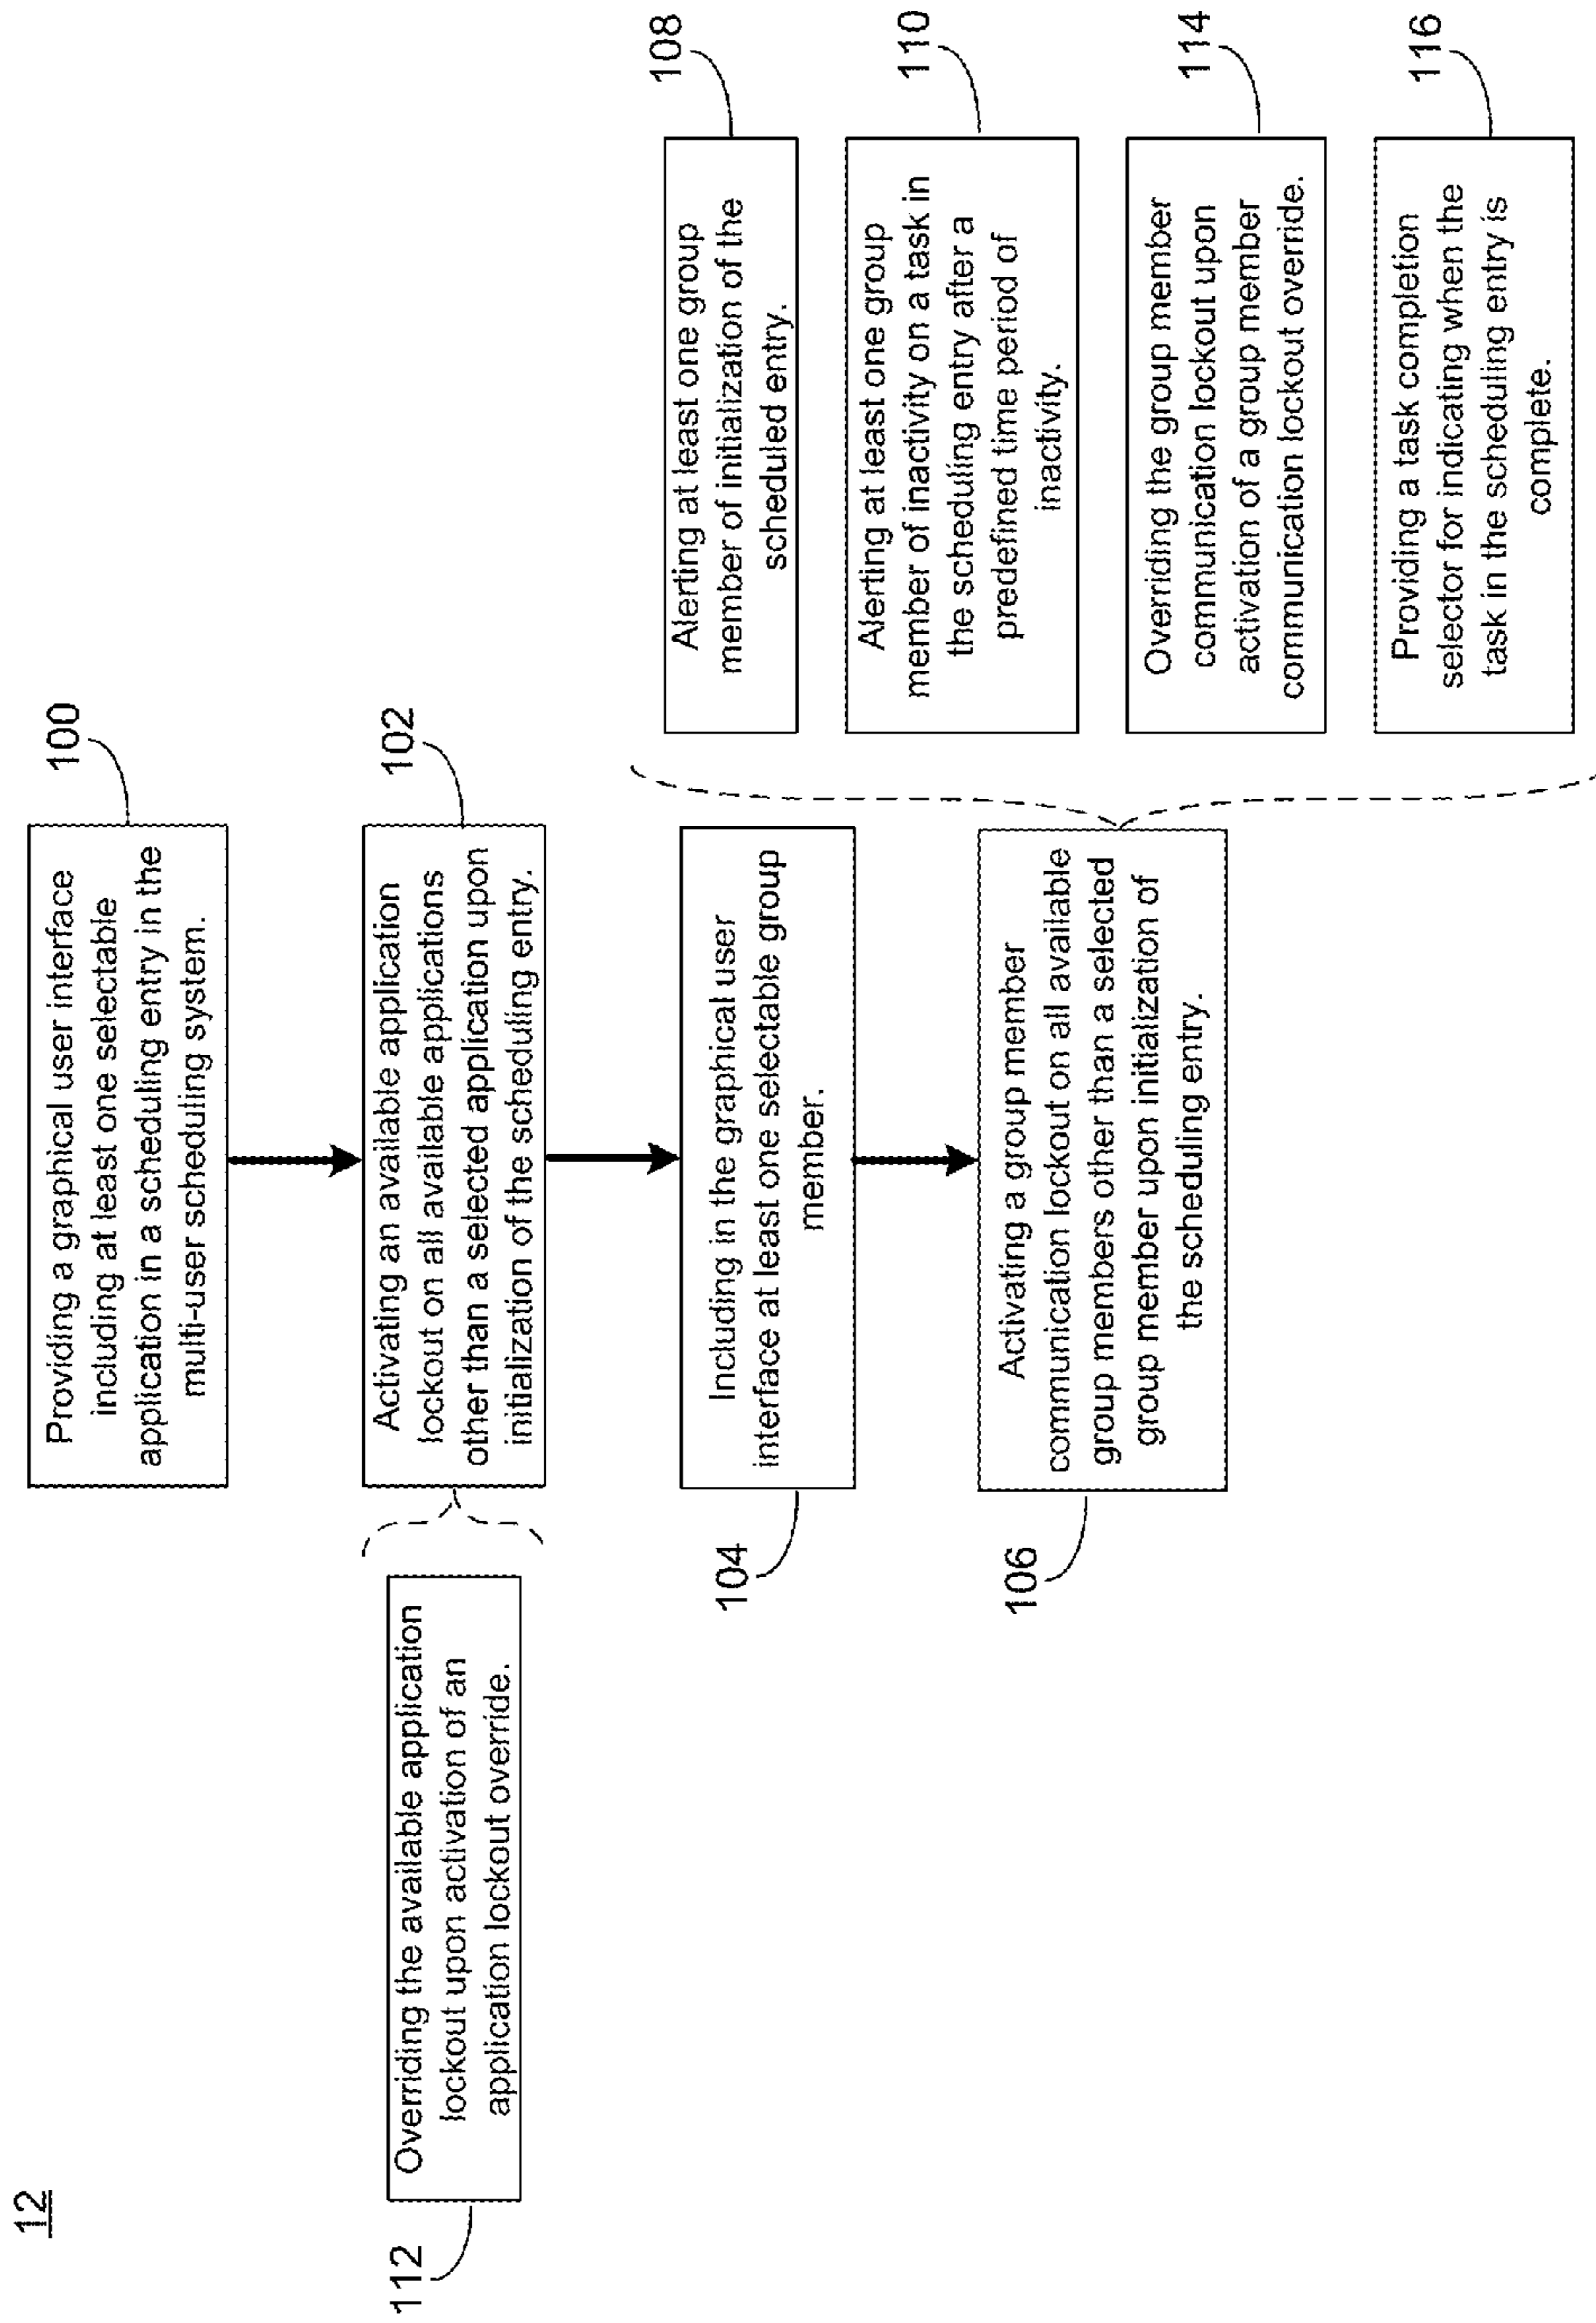 12
100
Providing a graphical user interface
including at least one selectable
application in a scheduling entry in the
multi-user scheduling system.
112
Overriding the available application
lockout upon activation of an
application lockout override.
102
Activating an available application
lockout on all available applications
other than a selected application upon
initialization of the scheduling entry.
104
Including in the graphical user
interface at least one selectable group
member.
106
Activating a group member
communication lockout on all available
group members other than a selected
group member upon initialization of
the scheduling entry.
108
Alerting at least one group
member of initialization of the
scheduled entry.
110
Alerting at least one group
member of inactivity on a task in
the scheduling entry after a
predefined time period of
inactivity.
114
Overriding the group member
communication lockout upon
activation of a group member
communication lockout override.
116
Providing a task completion
selector for indicating when the
task in the scheduling entry is
complete.